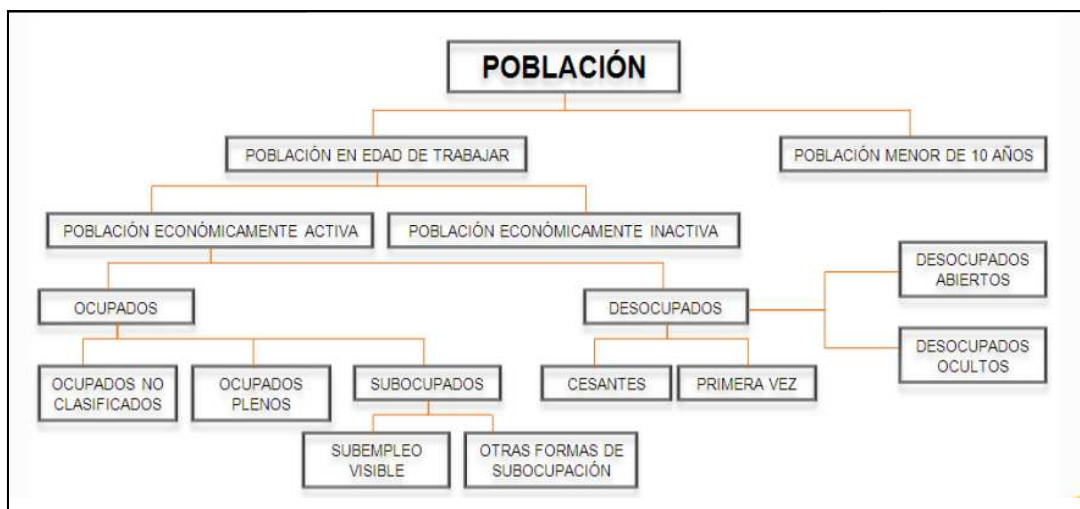 POBLACIÓN
POBLACIÓN EN EDAD DE TRABAJAR
POBLACIÓN MENOR DE 10 AÑOS
POBLACIÓN ECONÓMICAMENTE ACTIVA
POBLACIÓN ECONÓMICAMENTE INACTIVA
DESOCUPADOS
ABIERTOS
OCUPADOS
DESOCUPADOS
DESOCUPADOS
OCULTOS
OCUPADOS NO
CLASIFICADOS
OCUPADOS
PLENOS
SUBOCUPADOS
CESANTES
PRIMERA VEZ
SUBEMPLEO
VISIBLE
OTRAS FORMAS DE
SUBOCUPACIÓN